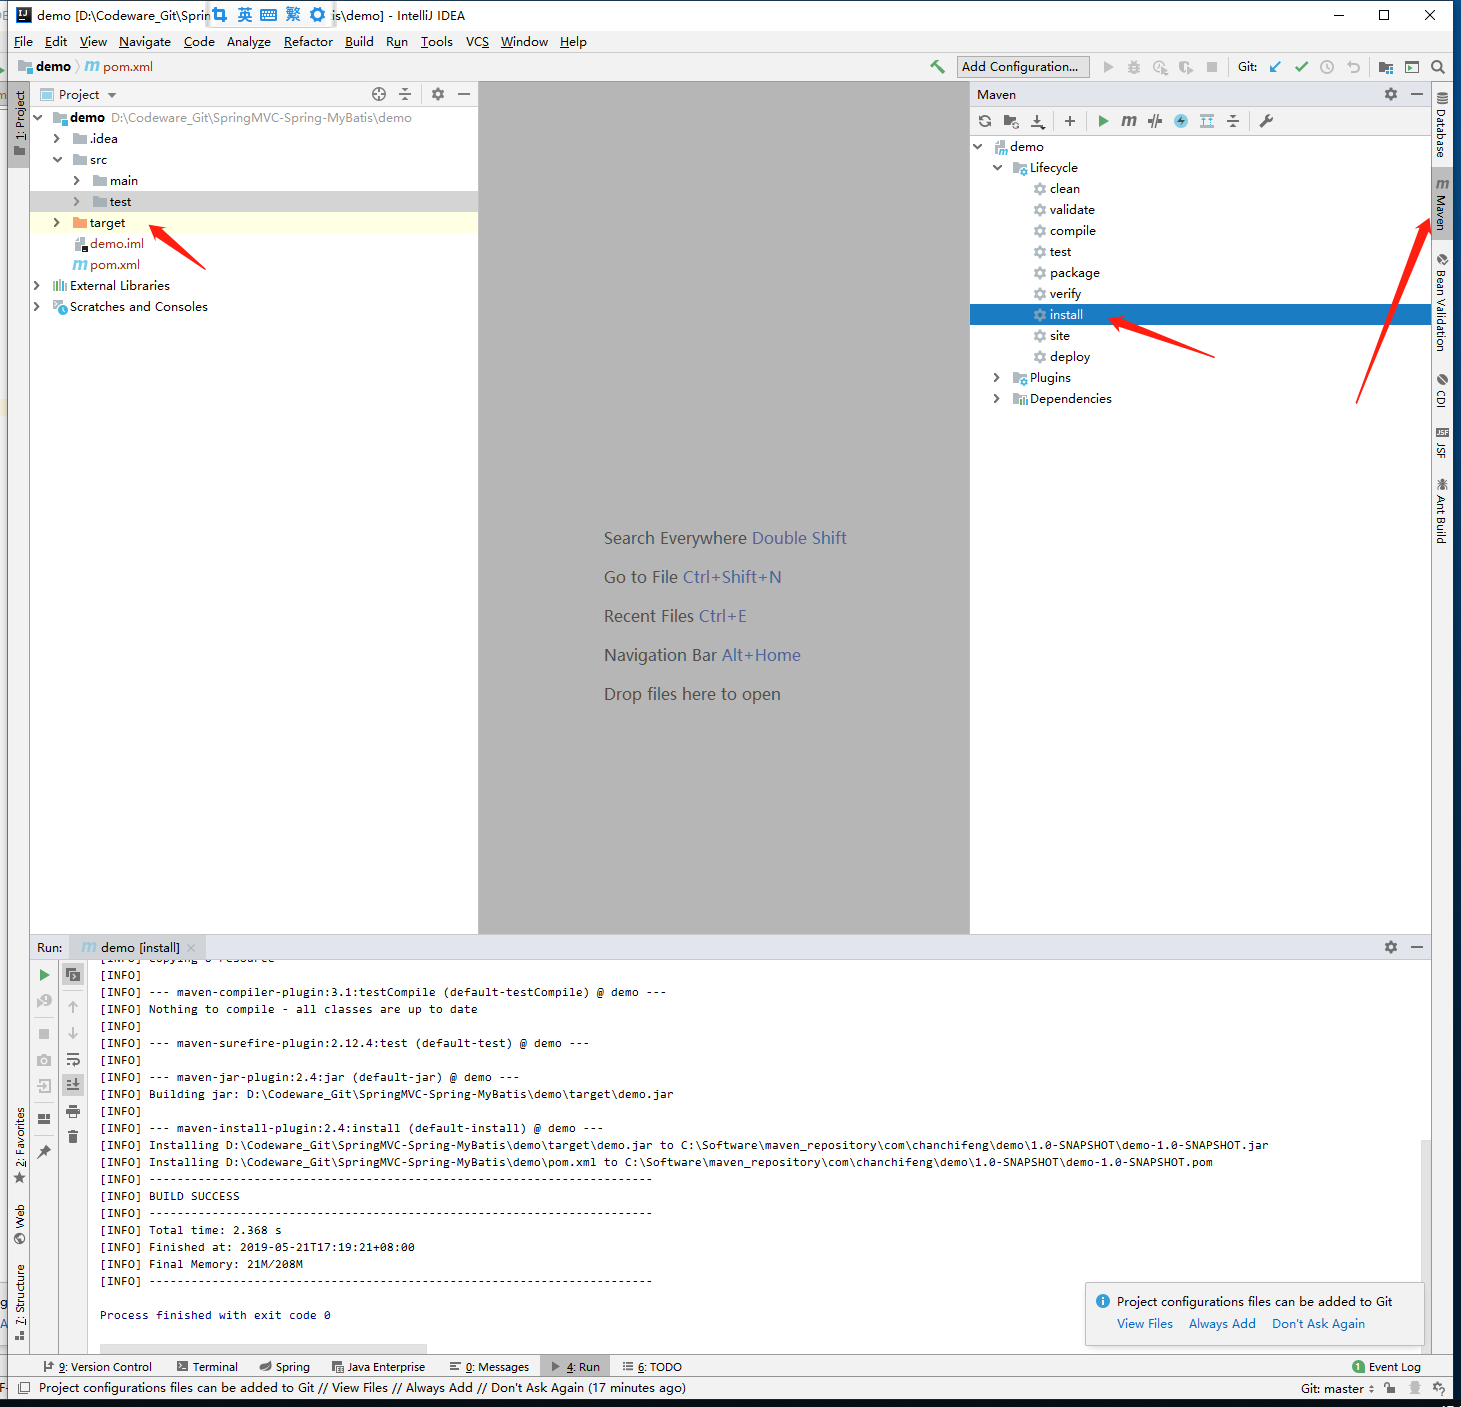 demo [D:\Codeware_Git\Sprin
英
繁
is\demo] - IntelliJ IDEA
File Edit View Navigate Code Analyze Refactor Build Run Tools VCS Window Help
demo pom.xml
Add Configuration...
Git:
Project
Maven
1: Project
demo D:\Codeware_Git\SpringMVC-Spring-MyBatis\demo
.idea
src
main
test
target
demo.iml
pom.xml
External Libraries
Scratches and Consoles
demo
Lifecycle
clean
validate
compile
test
package
verify
install
site
deploy
Plugins
Dependencies
Database
Maven
Bean Validation
CDI
JSF
Ant Build
Search Everywhere Double Shift
Go to File Ctrl+Shift+N
Recent Files Ctrl+E
Navigation Bar Alt+Home
Drop files here to open
Run: demo [install]
[INFO] Copying 0 resource
[INFO]
[INFO] --- maven-compiler-plugin:3.1:testCompile (default-testCompile) @ demo ---
[INFO] Nothing to compile - all classes are up to date
[INFO]
[INFO] --- maven-surefire-plugin:2.12.4:test (default-test) @ demo ---
[INFO]
[INFO] --- maven-jar-plugin:2.4:jar (default-jar) @ demo ---
[INFO] Building jar: D:\Codeware_Git\SpringMVC-Spring-MyBatis\demo\target\demo.jar
[INFO]
[INFO] --- maven-install-plugin:2.4:install (default-install) @ demo ---
[INFO] Installing D:\Codeware_Git\SpringMVC-Spring-MyBatis\demo\target\demo.jar to C:\Software\maven_repository\com\chanchifeng\demo\1.0-SNAPSHOT\demo-1.0-SNAPSHOT.jar
[INFO] Installing D:\Codeware_Git\SpringMVC-Spring-MyBatis\demo\pom.xml to C:\Software\maven_repository\com\chanchifeng\demo\1.0-SNAPSHOT\demo-1.0-SNAPSHOT.pom
[INFO] ------------------------------------------------------------------------
[INFO] BUILD SUCCESS
[INFO] ------------------------------------------------------------------------
[INFO] Total time: 2.368 s
[INFO] Finished at: 2019-05-21T17:19:21+08:00
[INFO] Final Memory: 21M/208M
[INFO] ------------------------------------------------------------------------
Process finished with exit code 0
2: Favorites
Web
7: Structure
Project configurations files can be added to Git
View Files Always Add Don't Ask Again
9: Version Control Terminal Spring Java Enterprise 0: Messages 4: Run 6: TODO
1 Event Log
Project configurations files can be added to Git // View Files // Always Add // Don't Ask Again (17 minutes ago)
Git: master